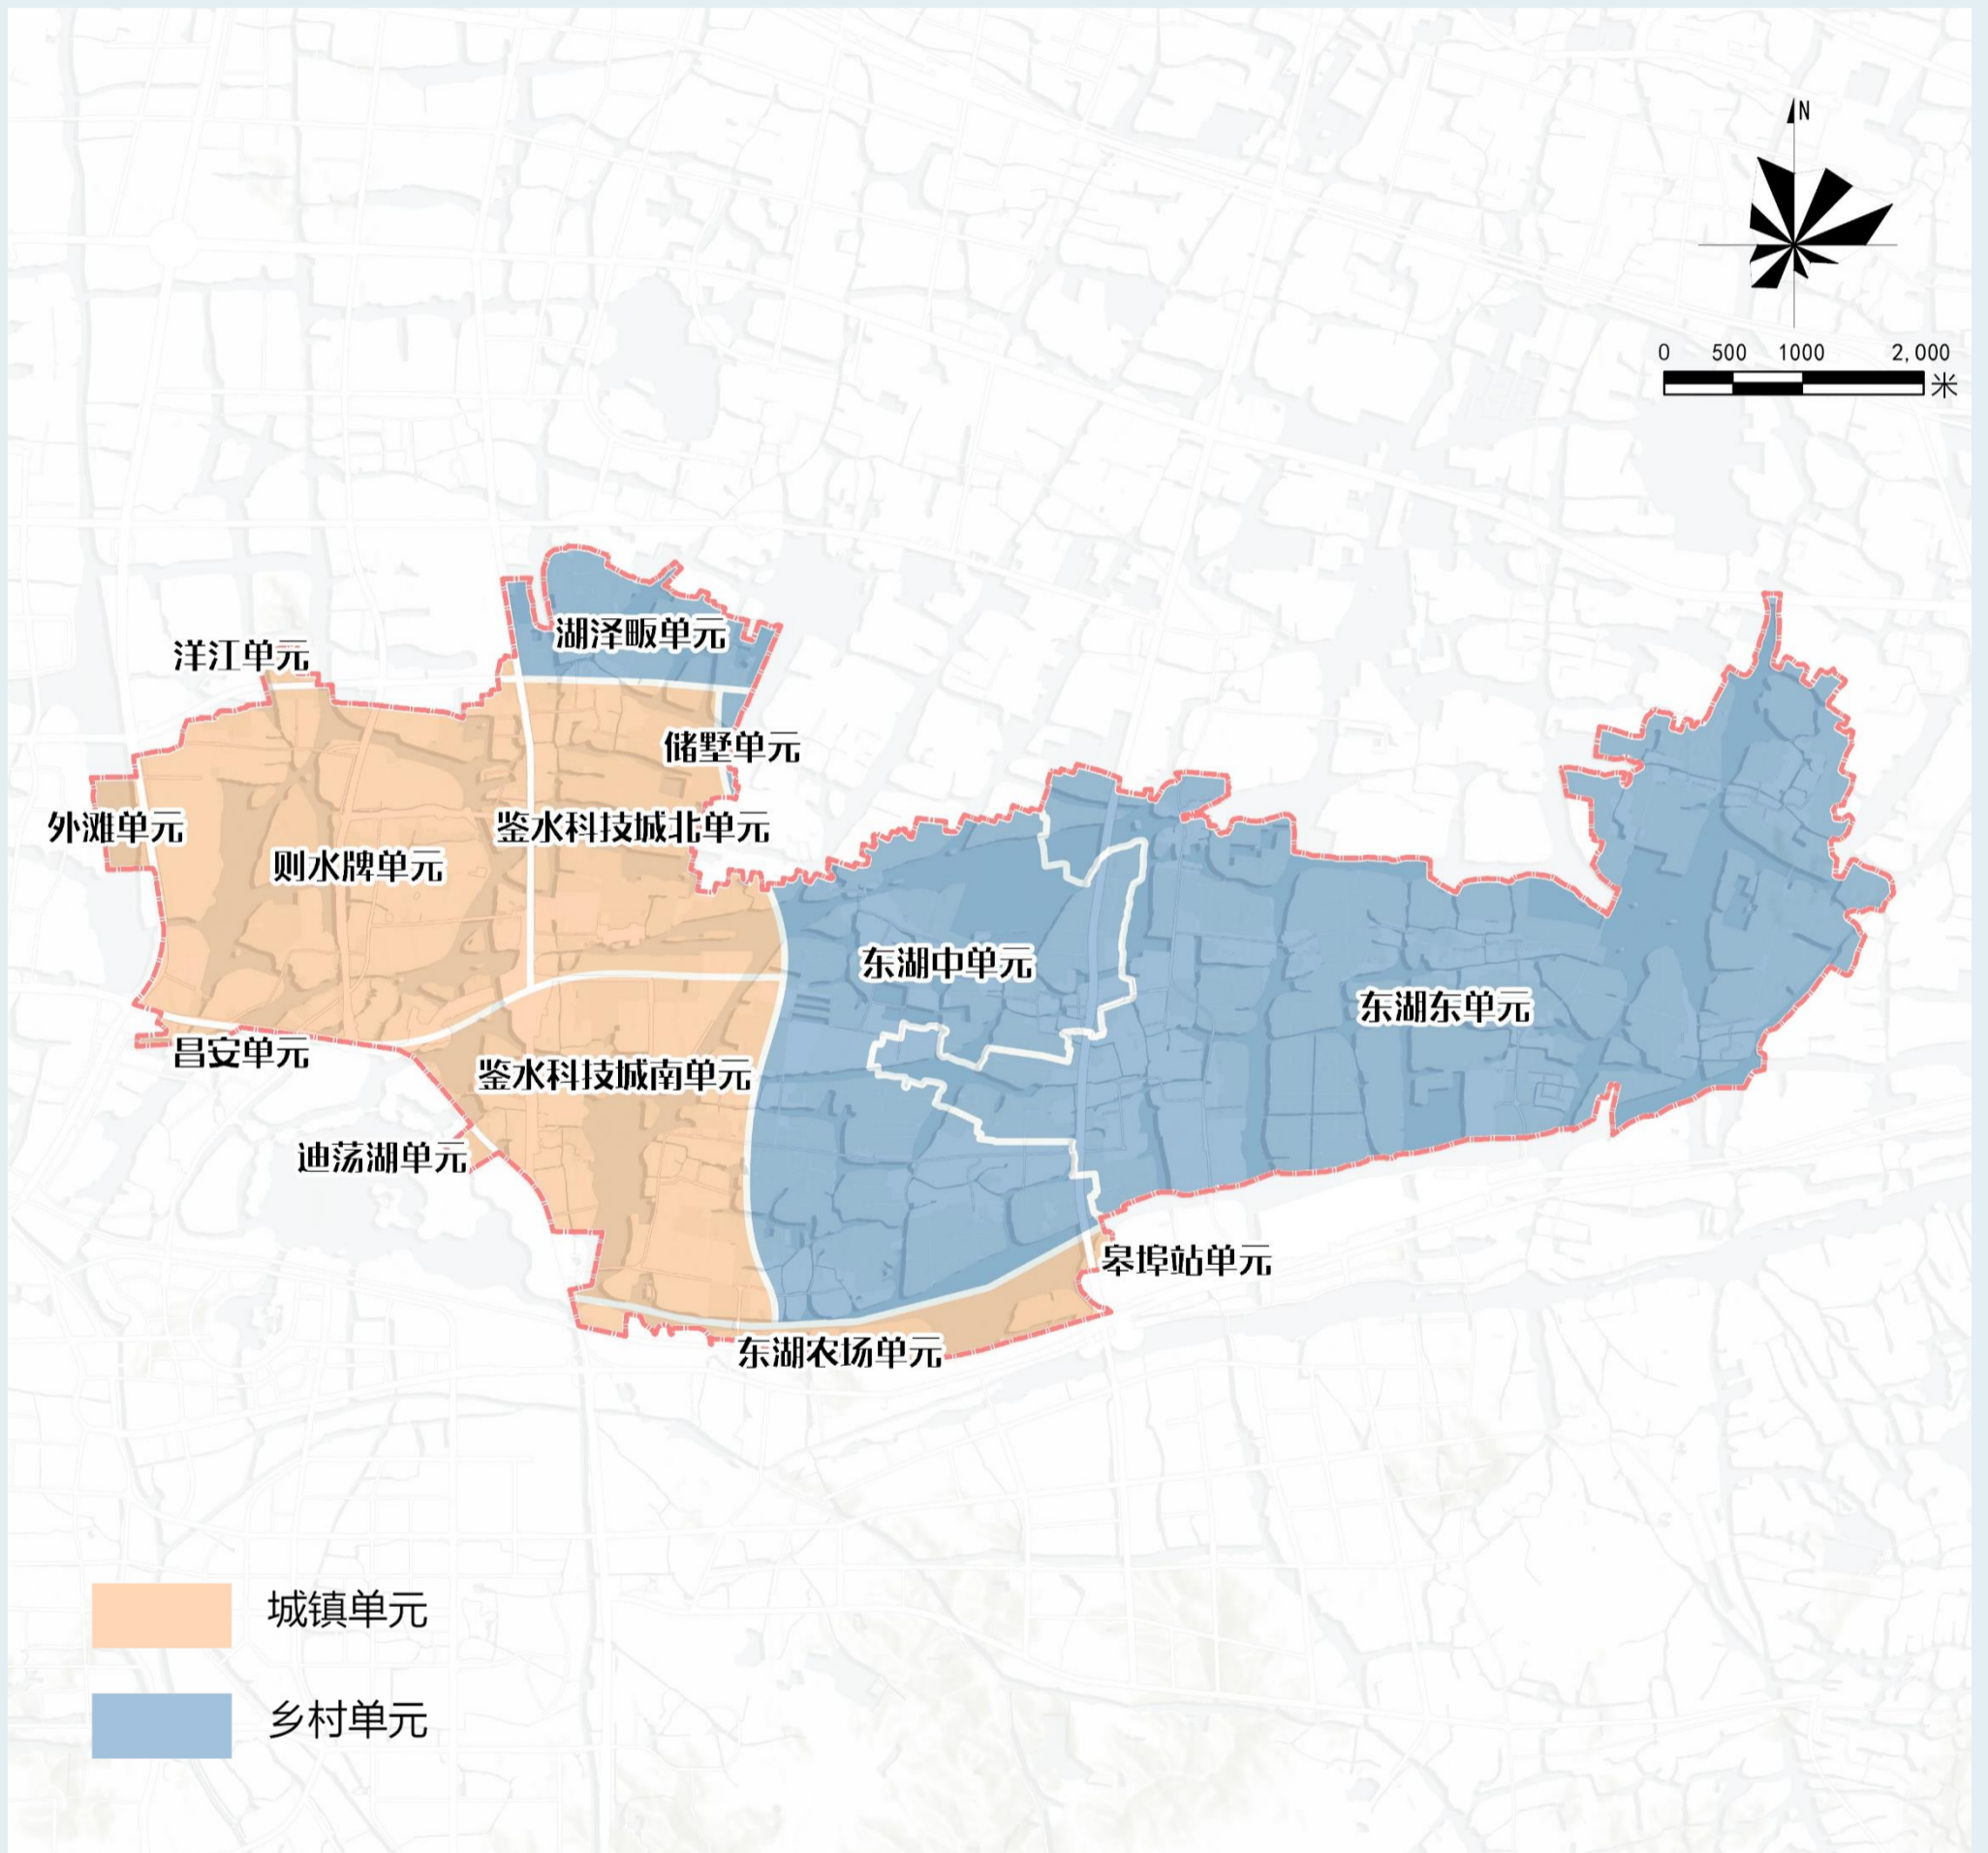 N
0 500 1000 2,000
米
湖泽畈单元
洋江单元
储墅单元
外滩单元
鉴水科技城北单元
则水牌单元
东湖中单元
东湖东单元
昌安单元
鉴水科技城南单元
迪荡湖单元
皋埠站单元
东湖农场单元
城镇单元
乡村单元